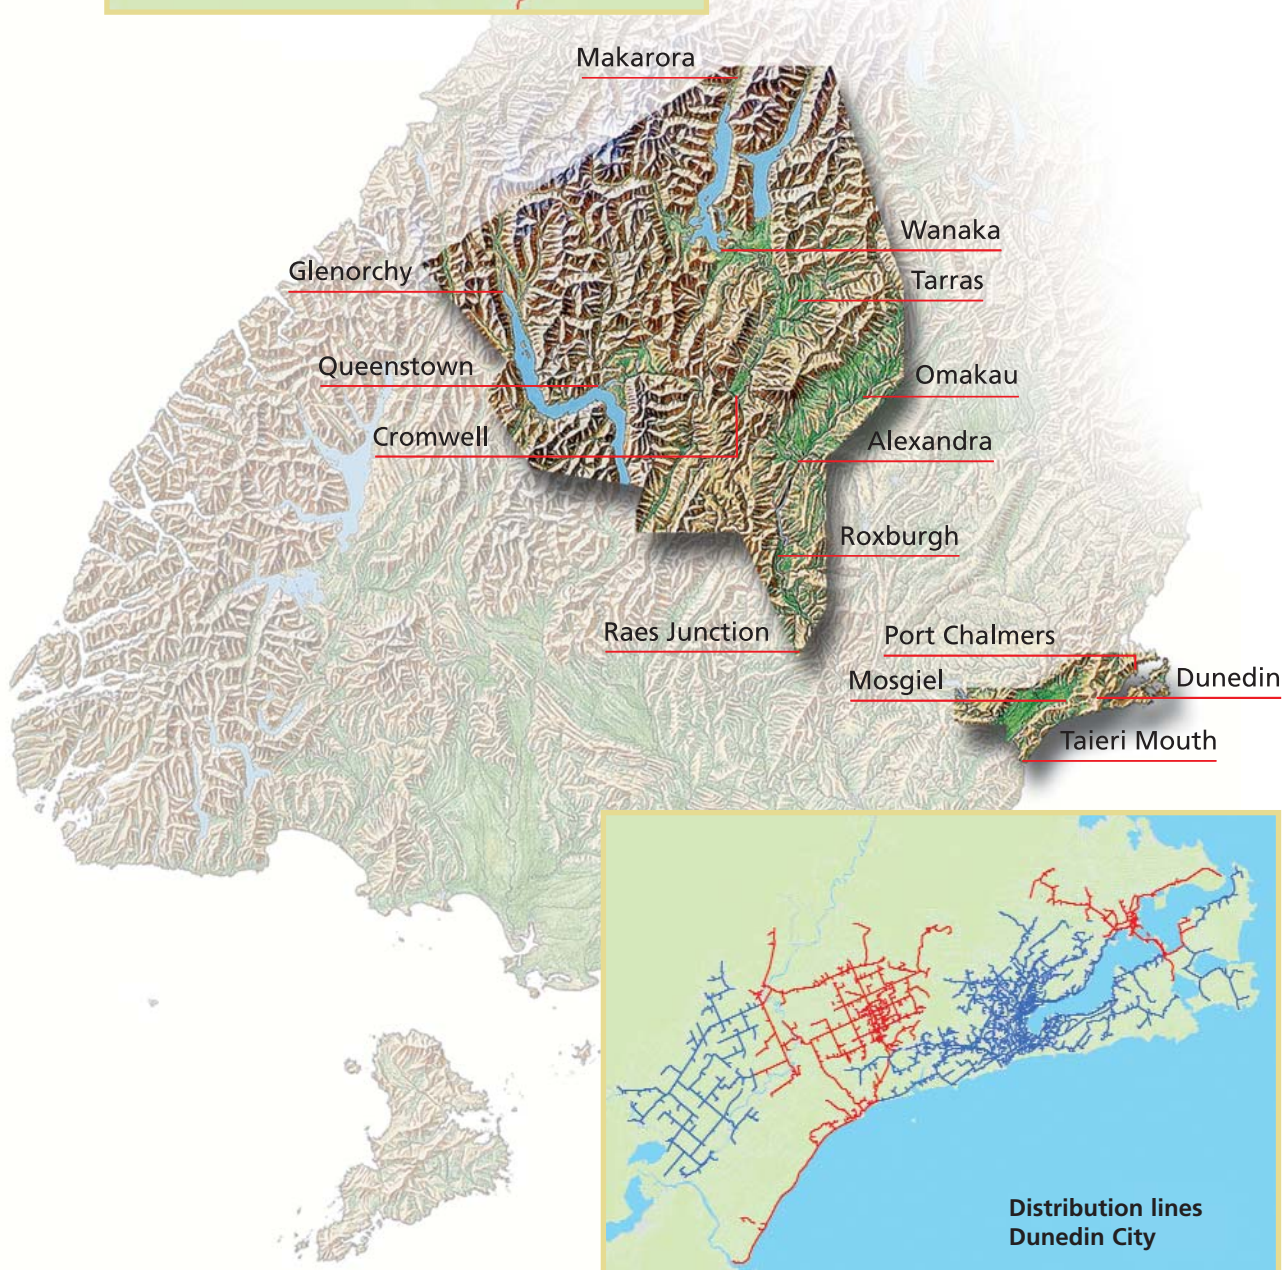 Makarora
Wanaka
Glenorchy
Tarras
Queenstown
Omakau
Cromwell
Alexandra
Roxburgh
Raes Junction
Port Chalmers
Mosgiel
Dunedin
Taieri Mouth
Distribution lines
Dunedin City